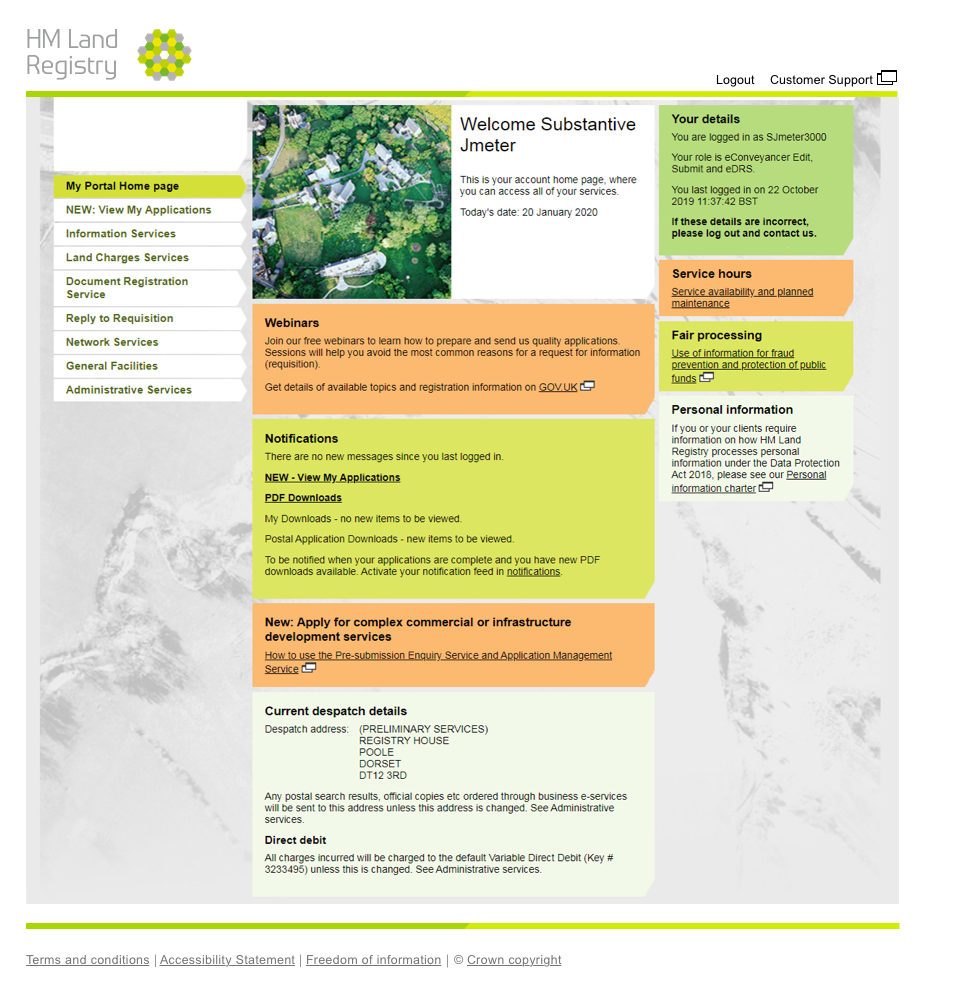 HM Land
Registry
Logout Customer Support
My Portal Home page
NEW: View My Applications
Information Services
Land Charges Services
Document Registration
Service
Reply to Requisition
Network Services
General Facilities
Administrative Services
Welcome Substantive
Jmeter
This is your account home page, where
you can access all of your services.
Today's date: 20 January 2020
Webinars
Join our free webinars to learn how to prepare and send us quality applications.
Sessions will help you avoid the most common reasons for a request for information
(requisition).
Get details of available topics and registration information on GOV.UK
Notifications
There are no new messages since you last logged in.
NEW - View My Applications
PDF Downloads
My Downloads - no new items to be viewed.
Postal Application Downloads - new items to be viewed.
To be notified when your applications are complete and you have new PDF
downloads available. Activate your notification feed in notifications.
New: Apply for complex commercial or infrastructure
development services
How to use the Pre-submission Enquiry Service and Application Management
Service
Current despatch details
Despatch address: (PRELIMINARY SERVICES)
REGISTRY HOUSE
POOLE
DORSET
DT12 3RD
Any postal search results, official copies etc ordered through business e-services
will be sent to this address unless this address is changed. See Administrative
services.
Direct debit
All charges incurred will be charged to the default Variable Direct Debit (Key #
3233495) unless this is changed. See Administrative services.
Your details
You are logged in as SJmeter3000
Your role is eConveyancer Edit,
Submit and eDRS.
You last logged in on 22 October
2019 11:37:42 BST
If these details are incorrect,
please log out and contact us.
Service hours
Service availability and planned
maintenance
Fair processing
Use of information for fraud
prevention and protection of public
funds
Personal information
If you or your clients require
information on how HM Land
Registry processes personal
information under the Data Protection
Act 2018, please see our Personal
information charter
Terms and conditions | Accessibility Statement | Freedom of information | © Crown copyright